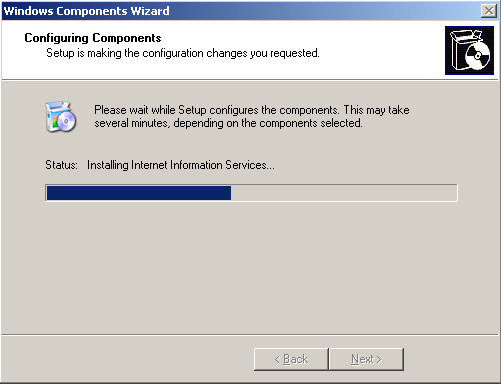 Windows Components Wizard
Configuring Components
Setup is making the configuration changes you requested.
Please wait while Setup configures the components. This may take
several minutes, depending on the components selected.
Status: Installing Internet Information Services...
< Back
Next >